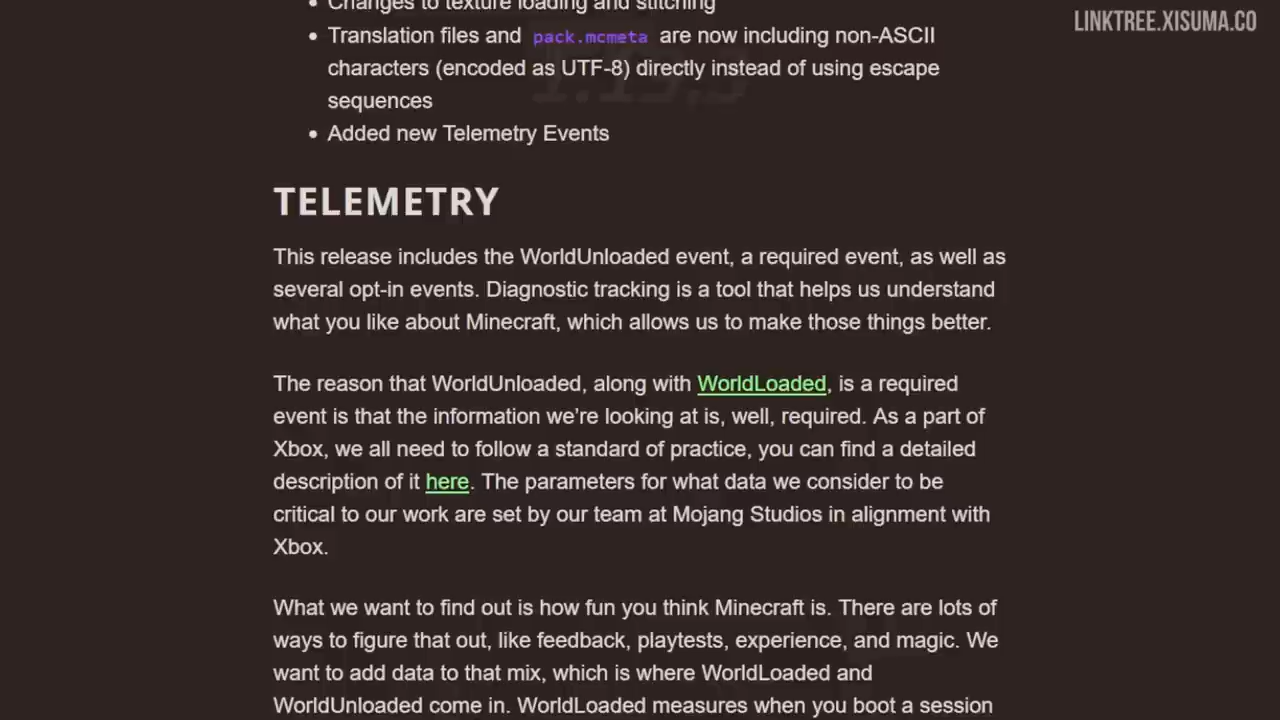 LINKTREE.XISUMA.CO
• Changes to texture loading and stitching
• Translation files and pack.mcmeta are now including non-ASCII
characters (encoded as UTF-8) directly instead of using escape
sequences
• Added new Telemetry Events
TELEMETRY
This release includes the WorldUnloaded event, a required event, as well as
several opt-in events. Diagnostic tracking is a tool that helps us understand
what you like about Minecraft, which allows us to make those things better.
The reason that WorldUnloaded, along with WorldLoaded, is a required
event is that the information we're looking at is, well, required. As a part of
Xbox, we all need to follow a standard of practice, you can find a detailed
description of it here. The parameters for what data we consider to be
critical to our work are set by our team at Mojang Studios in alignment with
Xbox.
What we want to find out is how fun you think Minecraft is. There are lots of
ways to figure that out, like feedback, playtests, experience, and magic. We
want to add data to that mix, which is where WorldLoaded and
WorldUnloaded come in. WorldLoaded measures when you boot a session